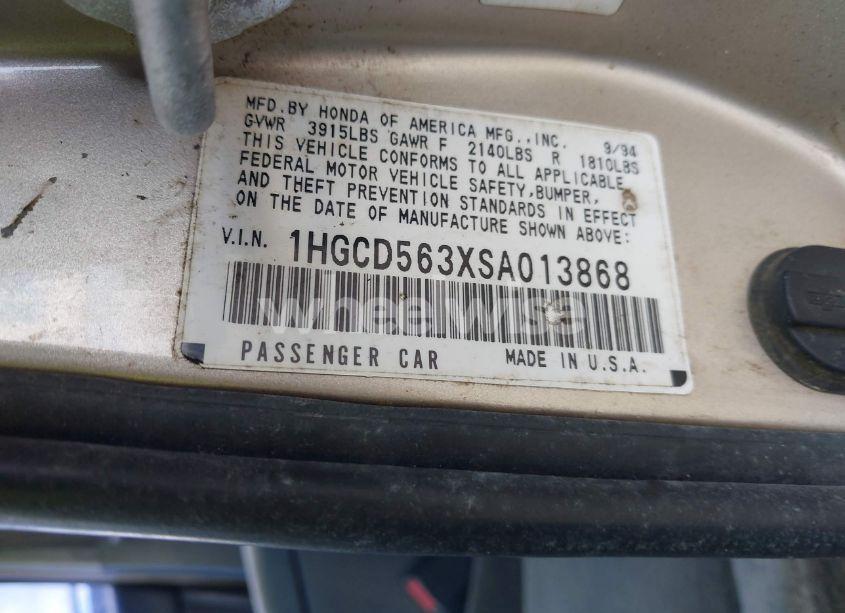 MFD.BY HONDA OF AMERICA MFG.,INC. 9/94
GVWR 3915LBS GAWR F 2140LBS R 1810LBS
THIS VEHICLE CONFORMS TO ALL APPLICABLE
FEDERAL MOTOR VEHICLE SAFETY,BUMPER,
AND THEFT PREVENTION STANDARDS IN EFFECT
ON THE DATE OF MANUFACTURE SHOWN ABOVE:
V.I.N. 1HGCD563XSA013868
wheelwise
PASSENGER CAR MADE IN U.S.A.